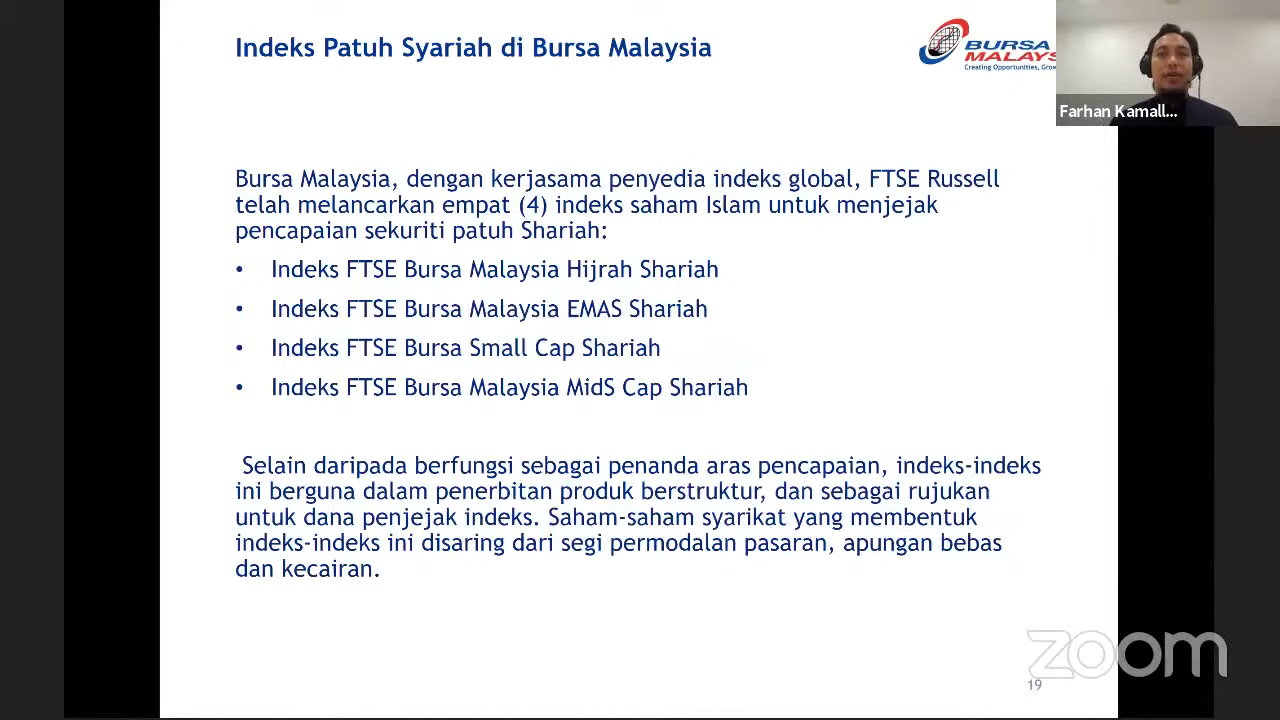 Indeks Patuh Syariah di Bursa Malaysia
BURSA
MALAYS
Creating Opportunities, Grow
Farhan Kamall...
Bursa Malaysia, dengan kerjasama penyedia indeks global, FTSE Russell
telah melancarkan empat (4) indeks saham Islam untuk menjejak
pencapaian sekuriti patuh Shariah:
• Indeks FTSE Bursa Malaysia Hijrah Shariah
• Indeks FTSE Bursa Malaysia EMAS Shariah
• Indeks FTSE Bursa Small Cap Shariah
• Indeks FTSE Bursa Malaysia MidS Cap Shariah
Selain daripada berfungsi sebagai penanda aras pencapaian, indeks-indeks
ini berguna dalam penerbitan produk berstruktur, dan sebagai rujukan
untuk dana penjejak indeks. Saham-saham syarikat yang membentuk
indeks-indeks ini disaring dari segi permodalan pasaran, apungan bebas
dan kecairan.
zoom
19